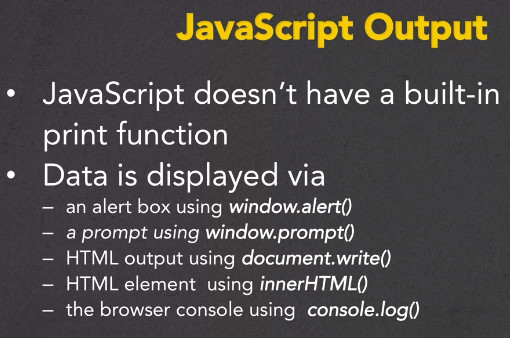 JavaScript Output
• JavaScript doesn't have a built-in
print function
• Data is displayed via
– an alert box using window.alert()
– a prompt using window.prompt()
– HTML output using document.write()
– HTML element using innerHTML()
– the browser console using console.log()